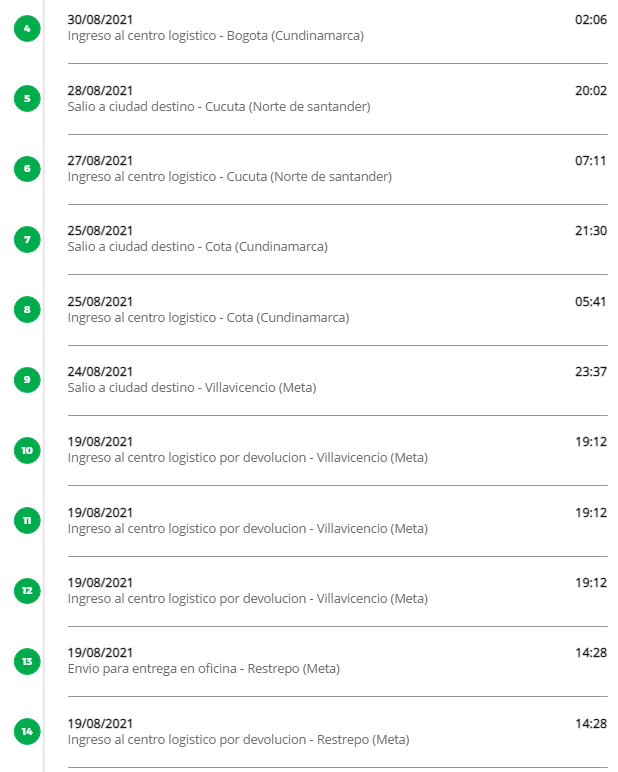 4
30/08/2021 02:06
Ingreso al centro logistico - Bogota (Cundinamarca)
5
28/08/2021 20:02
Salio a ciudad destino - Cucuta (Norte de santander)
6
27/08/2021 07:11
Ingreso al centro logistico - Cucuta (Norte de santander)
7
25/08/2021 21:30
Salio a ciudad destino - Cota (Cundinamarca)
8
25/08/2021 05:41
Ingreso al centro logistico - Cota (Cundinamarca)
9
24/08/2021 23:37
Salio a ciudad destino - Villavicencio (Meta)
10
19/08/2021 19:12
Ingreso al centro logistico por devolucion - Villavicencio (Meta)
11
19/08/2021 19:12
Ingreso al centro logistico por devolucion - Villavicencio (Meta)
12
19/08/2021 19:12
Ingreso al centro logistico por devolucion - Villavicencio (Meta)
13
19/08/2021 14:28
Envio para entrega en oficina - Restrepo (Meta)
14
19/08/2021 14:28
Ingreso al centro logistico por devolucion - Restrepo (Meta)